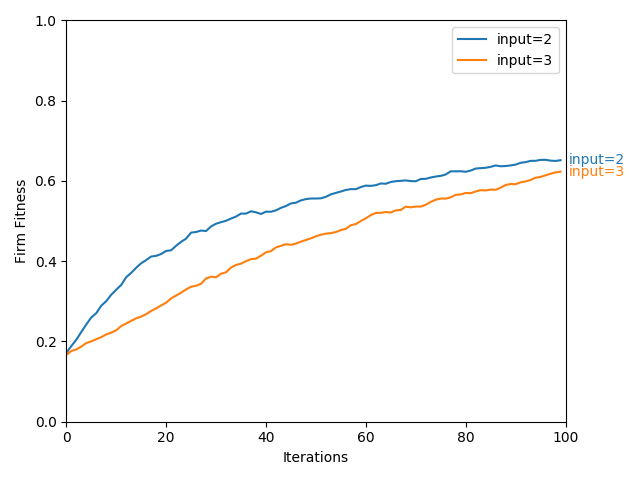 1.0
0.8
0.6
0.4
0.2
0.0
Firm Fitness
0 20 40 60 80 100
Iterations
input=2
input=3
input=2
input=3